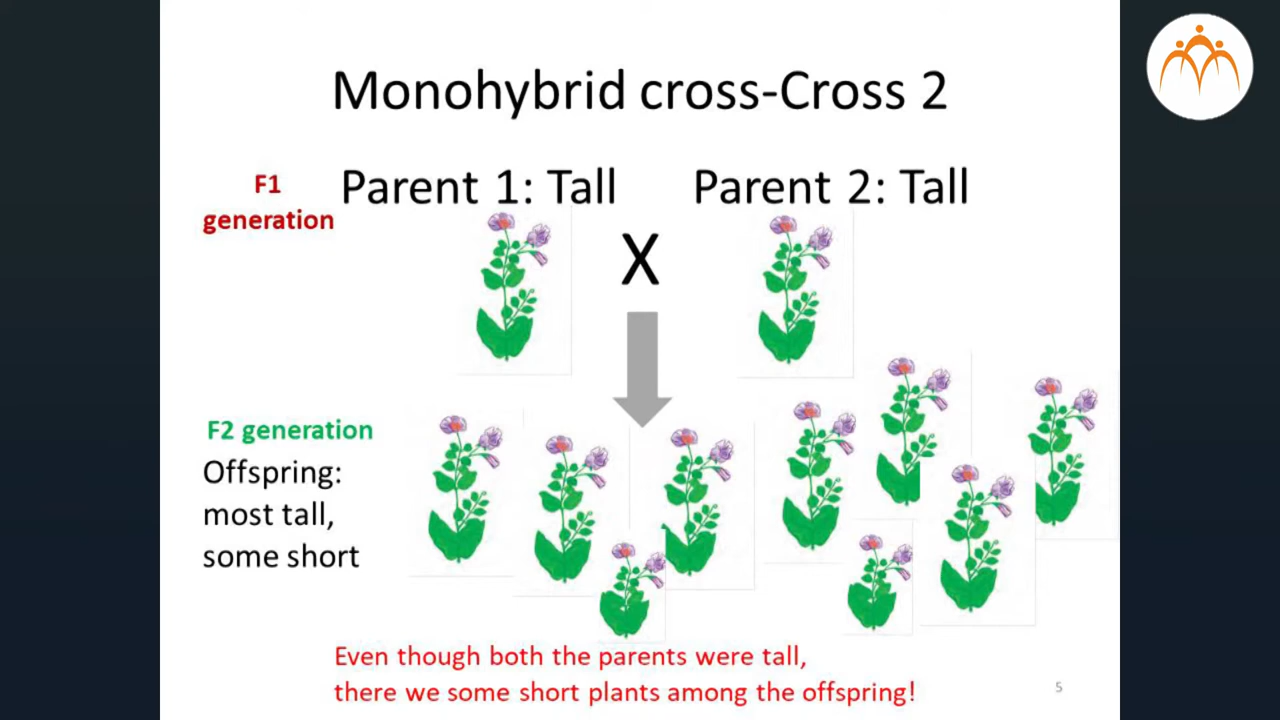 Monohybrid cross-Cross 2
F1
generation
Parent 1: Tall
Parent 2: Tall
X
F2 generation
Offspring:
most tall,
some short
Even though both the parents were tall,
there we some short plants among the offspring!
5